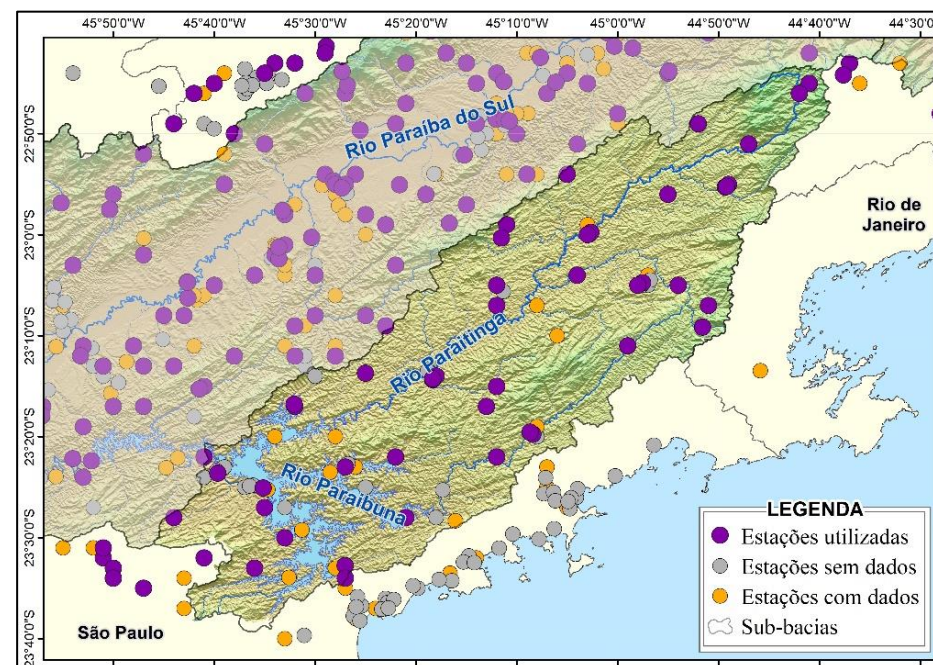 45°50'0"W 45°40'0"W 45°30'0"W 45°20'0"W 45°10'0"W 45°0'0"W 44°50'0"W 44°40'0"W 44°30'0"
22°50'0"S
23°0'0"S
23°10'0"S
23°20'0"S
23°30'0"S
23°40'0"S
Rio Paraíba do Sul
Rio de
Janeiro
Rio Paraitinga
Rio Paraibuna
São Paulo
LEGENDA
Estações utilizadas
Estações sem dados
Estações com dados
Sub-bacias